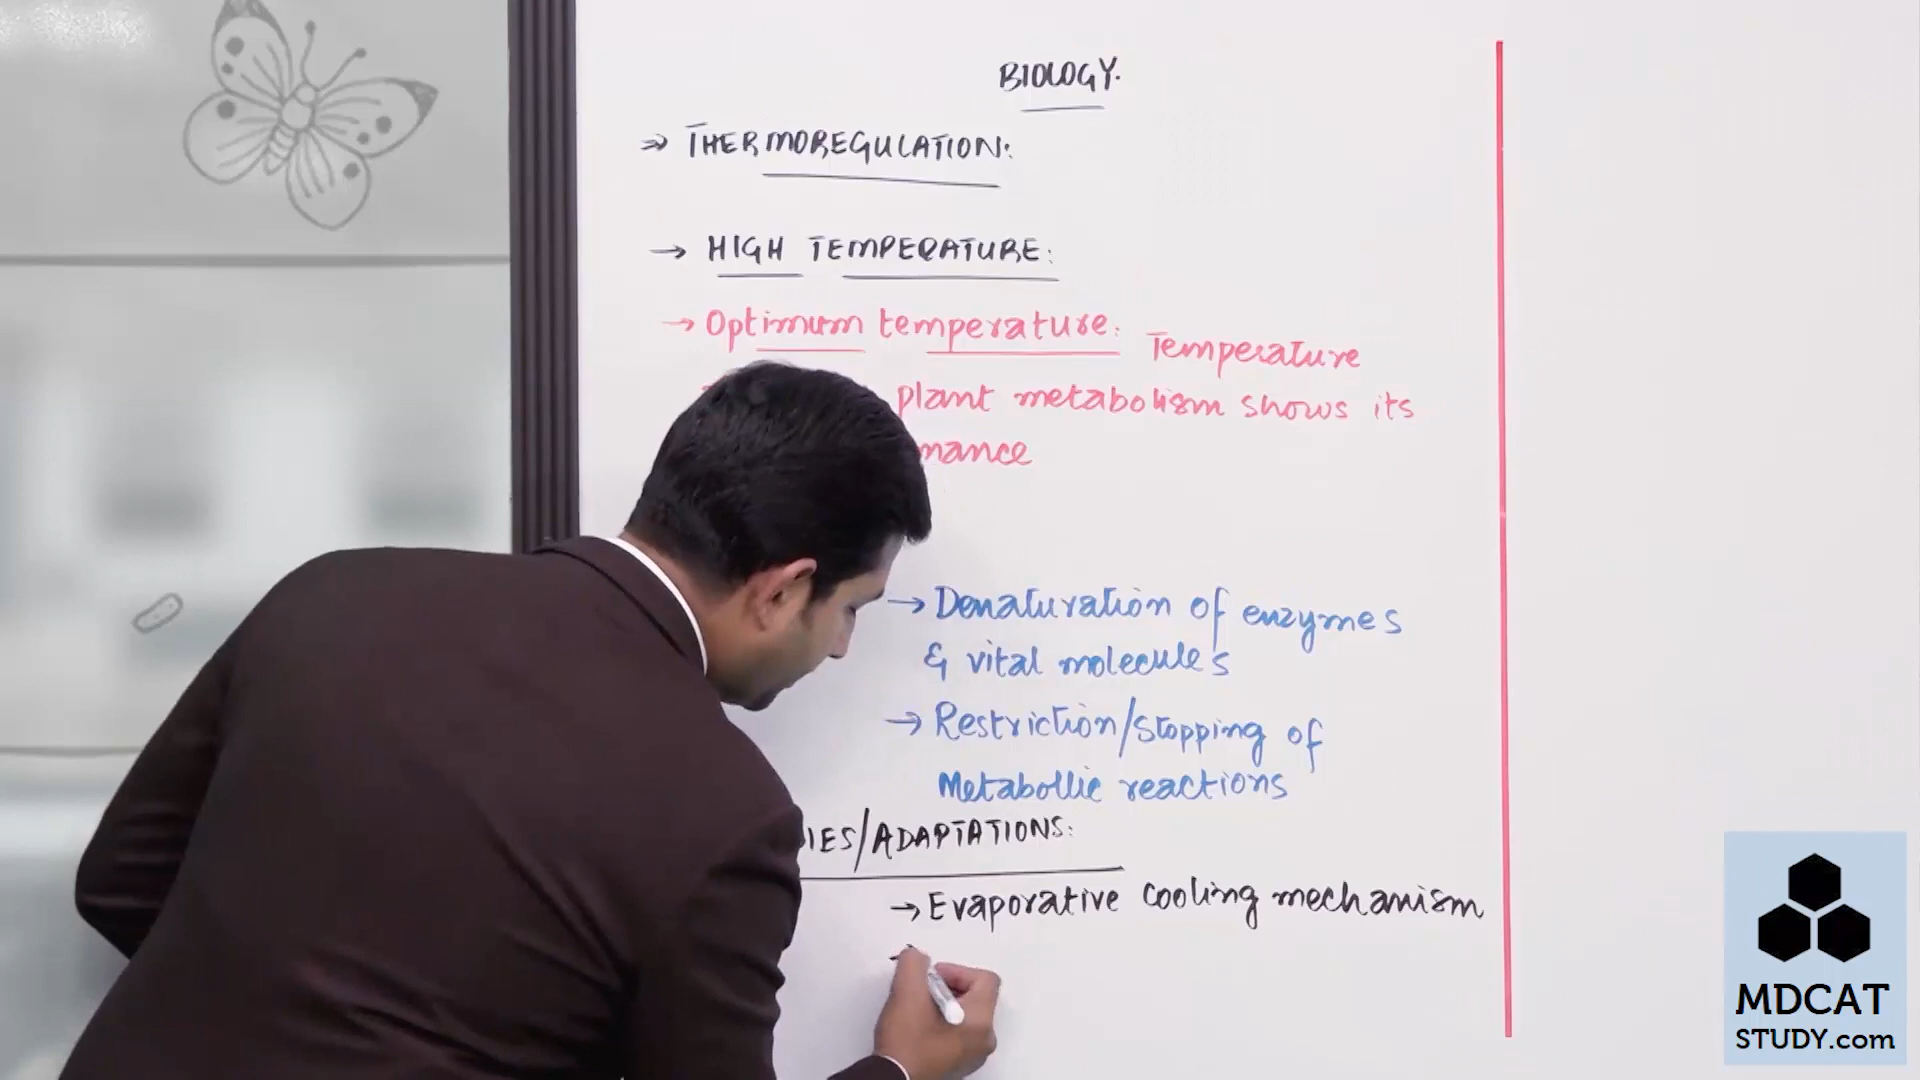 BIOLOGY.
THERMOREGULATION:
→ HIGH TEMPERATURE:
→ Optimum temperature: Temperature
plant metabolism shows its
mance
→ Denaturation of enzymes
& vital molecules
→ Restriction/Stopping of
Metabollic reactions
IES/ADAPTATIONS:
→ Evaporative cooling mechanism
MDCAT
STUDY.com